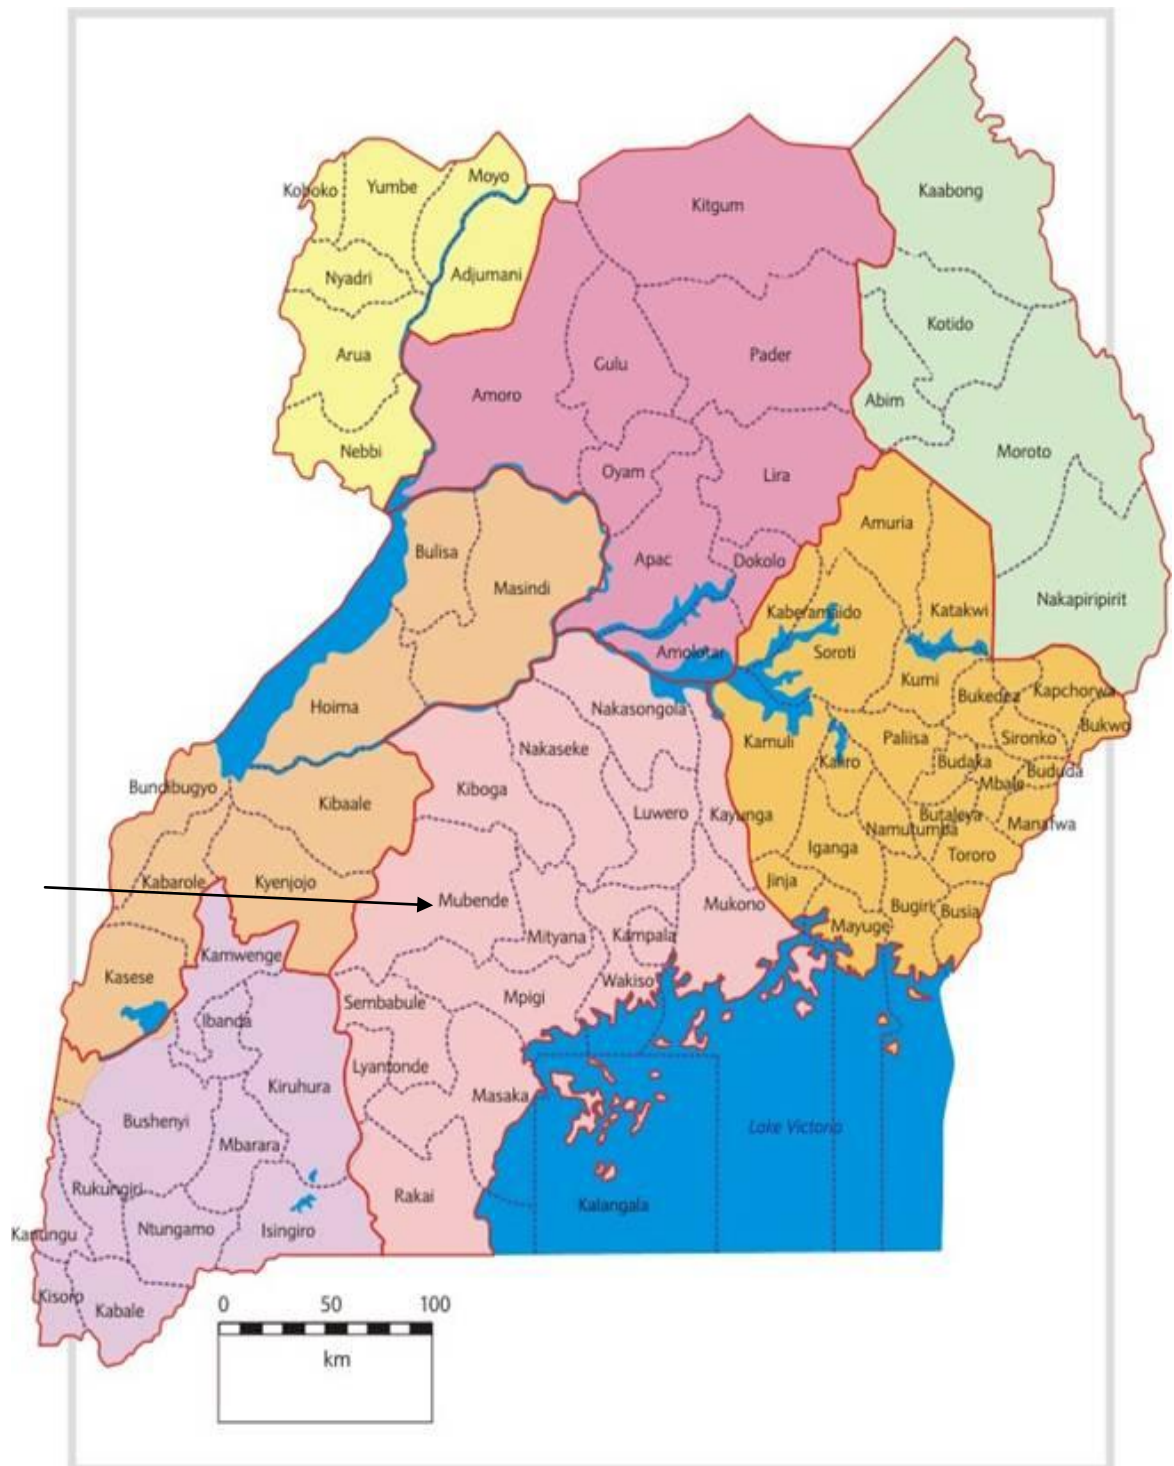 Koboko
Yumbe
Moyo
Kitgum
Kaabong
Nyadri
Adjumani
Kotido
Arua
Gulu
Pader
Amoro
Abim
Nebbi
Oyam
Lira
Moroto
Amuria
Bulisa
Masindi
Apac
Dokolo
Kaberamaido
Katakwi
Nakapiripirit
Amolotar
Soroti
Kumi
Bukedea
Kapchorwa
Hoima
Nakasongola
Bukwo
Kamuli
Paliisa
Sironko
Nakaseke
Kaliro
Budaka
Bududa
Bundibugyo
Kibaale
Kiboga
Mbale
Luwero
Kayunga
Butaleya
Namutumba
Manafwa
Iganga
Tororo
Kabarole
Kyenjojo
Jinja
Mubende
Mukono
Bugiri
Busia
Mityana
Kampala
Mayuge
Kamwenge
Kasese
Wakiso
Sembabule
Mpigi
Ibanda
Lyantonde
Kiruhura
Masaka
Bushenyi
Lake Victoria
Mbarara
Rukungiri
Rakai
Kalangala
Kanungu
Ntungamo
Isingiro
Kisoro
Kabale
0 50 100
km